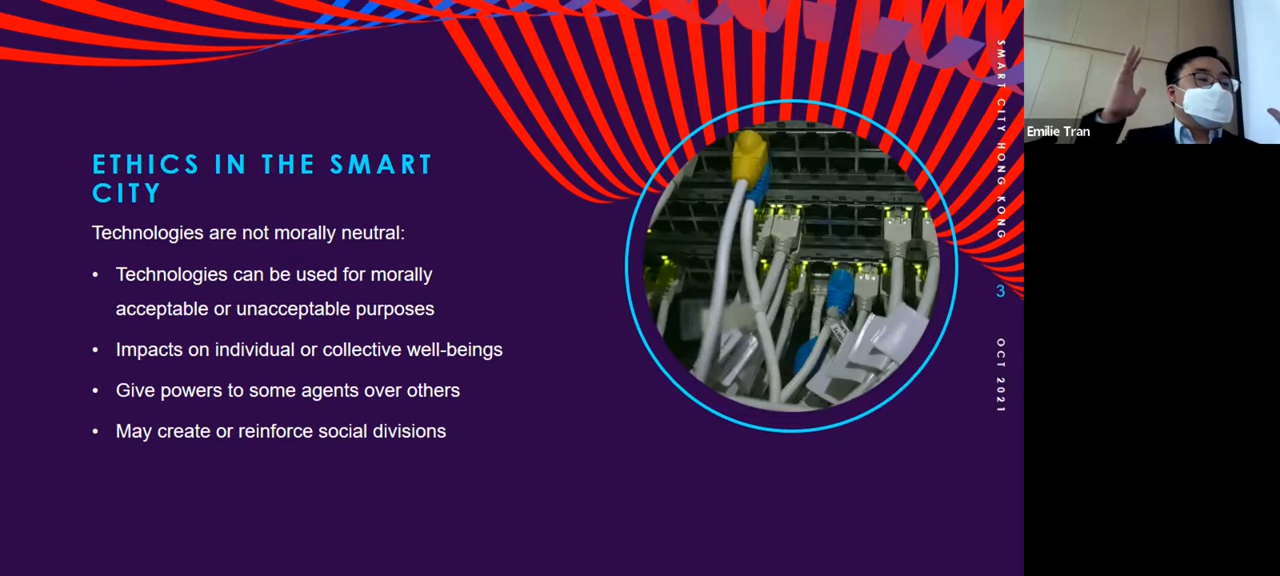 ETHICS IN THE SMART
CITY
Technologies are not morally neutral:
• Technologies can be used for morally
acceptable or unacceptable purposes
• Impacts on individual or collective well-beings
• Give powers to some agents over others
• May create or reinforce social divisions
SMART CITY HONG KONG
3
OCT 2021
Emilie Tran